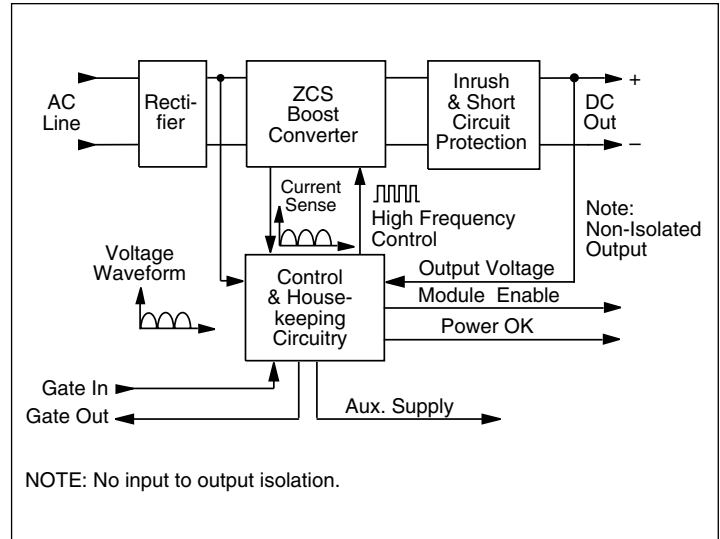 AC
Line
Recti-
fier
ZCS
Boost
Converter
Inrush
& Short
Circuit
Protection
+
DC
Out
–
Current
Sense
High Frequency
Control
Note:
Non-Isolated
Output
Voltage
Waveform
Control
& House-
keeping
Circuitry
Output Voltage
Module Enable
Power OK
Gate In
Gate Out
Aux. Supply
NOTE: No input to output isolation.